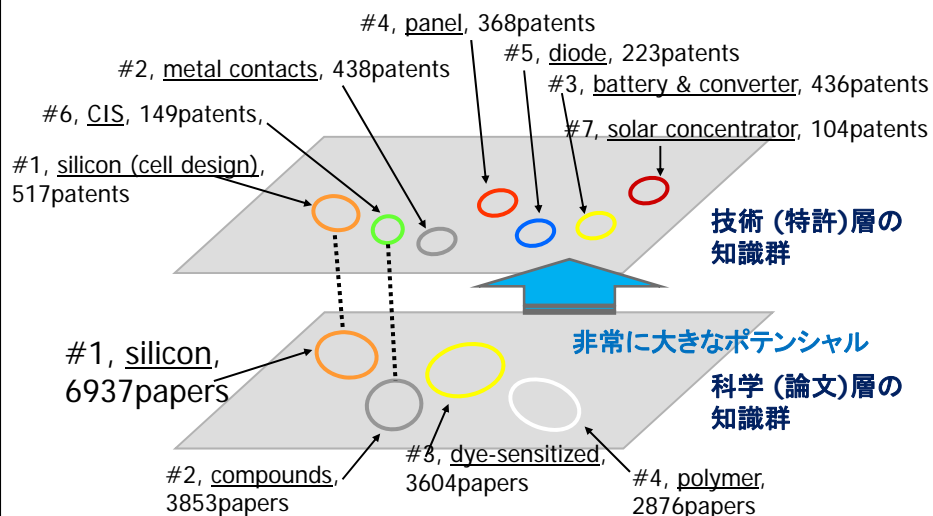 #4, panel, 368patents
#5, diode, 223patents
#2, metal contacts, 438patents
#3, battery & converter, 436patents
#6, CIS, 149patents,
#7, solar concentrator, 104patents
#1, silicon (cell design),
517patents
技術 (特許)層の
知識群
非常に大きなポテンシャル
#1, silicon,
6937papers
科学 (論文)層の
知識群
#2, compounds,
3853papers
#3, dye-sensitized,
3604papers
#4, polymer,
2876papers